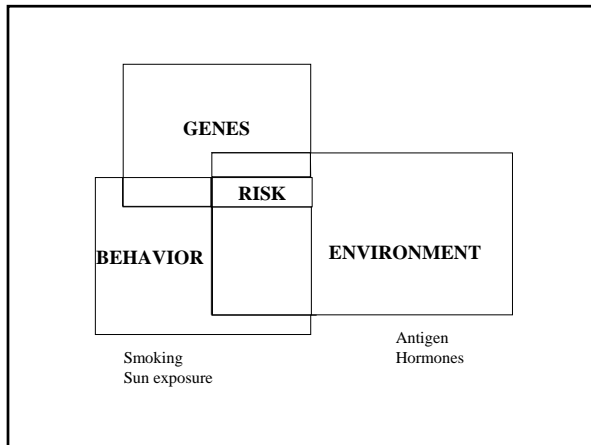 GENES
RISK
BEHAVIOR
ENVIRONMENT
Smoking
Sun exposure
Antigen
Hormones